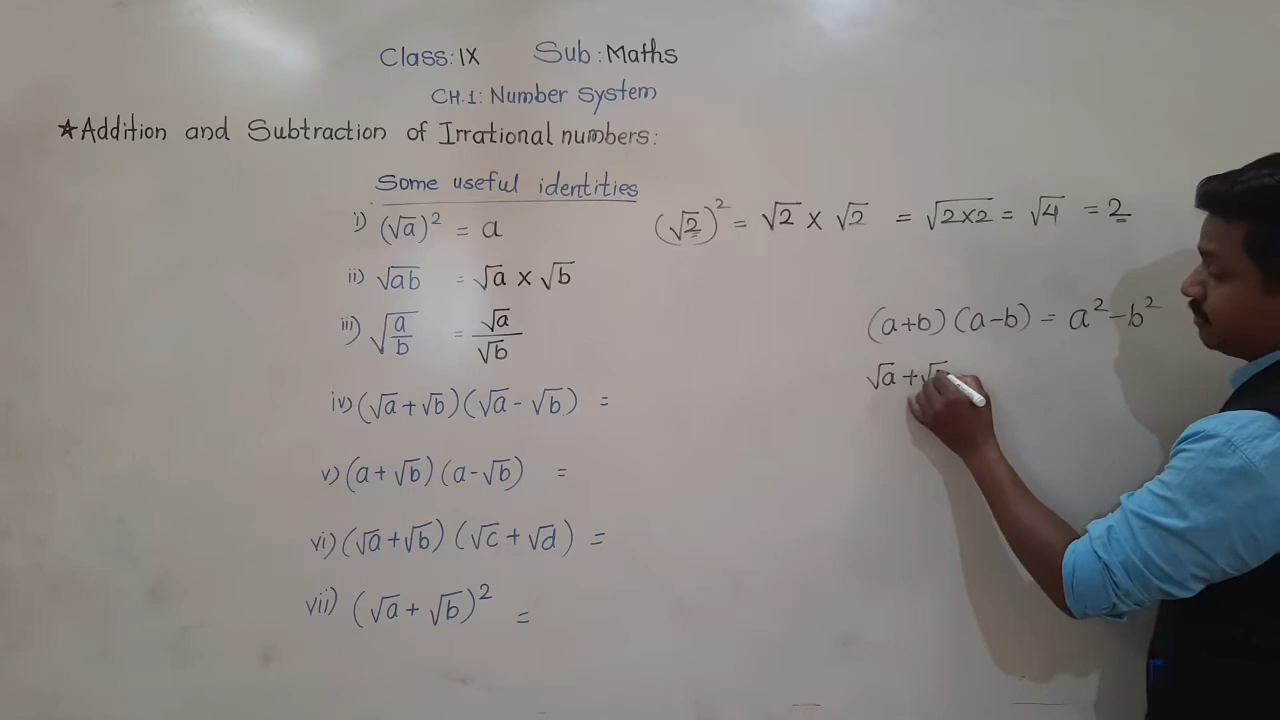 Class: IX Sub: Maths
CH.1: Number system
★Addition and Subtraction of Irrational numbers:
Some useful identities
i) (√a)² = a
(√2)² = √2 × √2 = √2×2 = √4 = 2
ii) √ab = √a × √b
iii) √a/b = √a/√b
(a+b)(a-b) = a²-b²
√a+√
iv) (√a+√b)(√a-√b) =
v) (a+√b)(a-√b) =
vi) (√a+√b)(√c+√d) =
vii) (√a+√b)² =